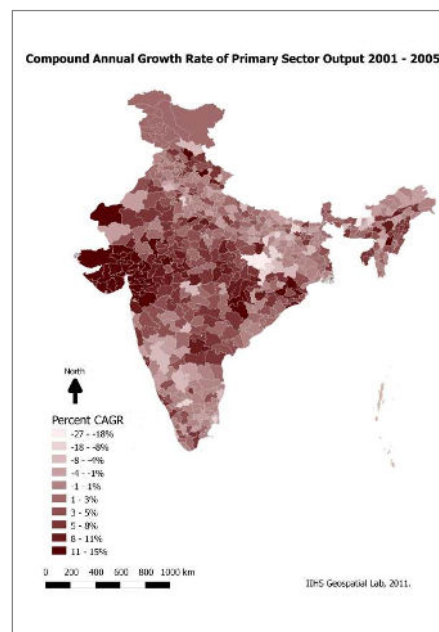 Compound Annual Growth Rate of Primary Sector Output 2001 - 2005
North
Percent CAGR
-27 - -18%
-18 - -8%
-8 - -4%
-4 - -1%
-1 - 1%
1 - 3%
3 - 5%
5 - 8%
8 - 11%
11 - 15%
0 200 400 600 800 1000 km
IIHS Geospatial Lab, 2011.